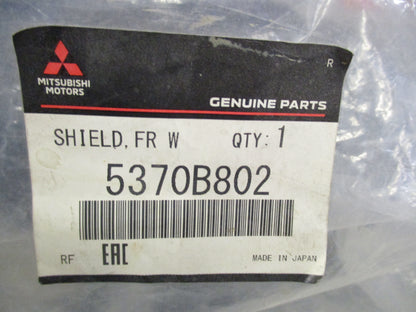 R
MITSUBISHI
MOTORS
GENUINE PARTS
SHIELD, FR W QTY: 1
5370B802
RF EAC MADE IN JAPAN